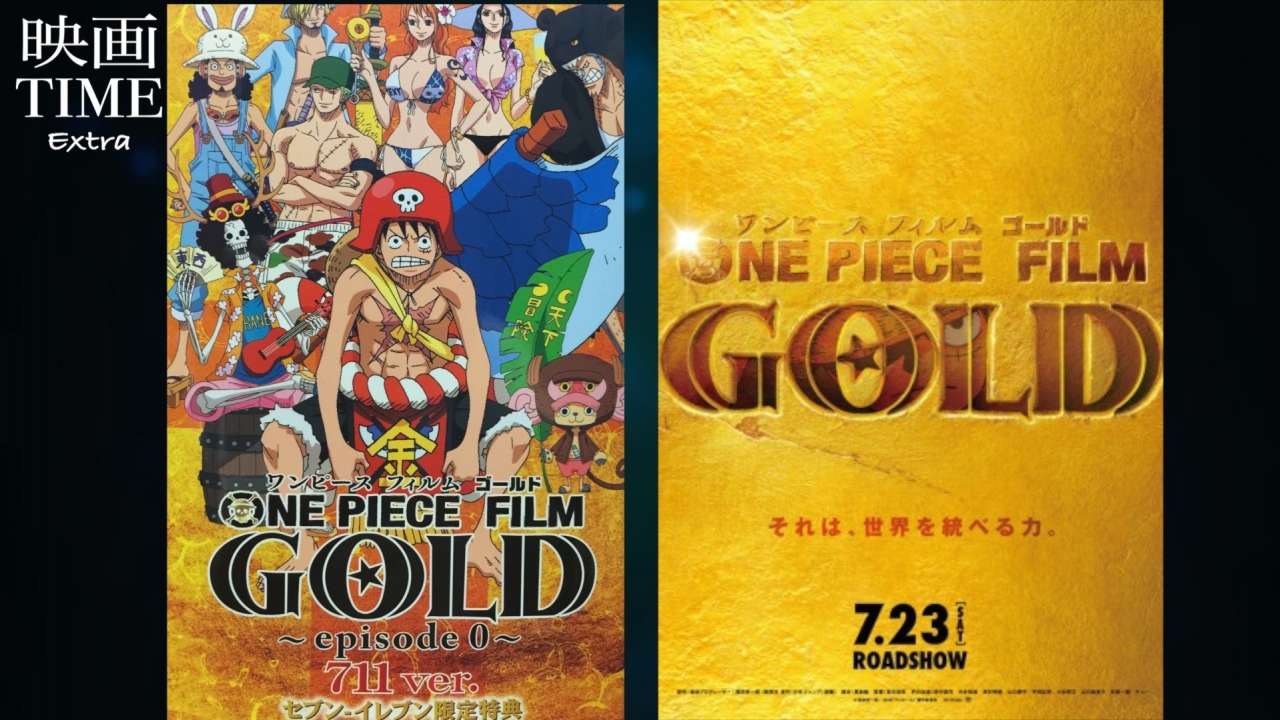 映画
TIME
Extra
東西
天下
冒険
金
ワンピース フィルム ゴールド
ONE PIECE FILM
GOLD
~episode 0~
711 ver.
セブン-イレブン限定特典
ワンピース フィルム ゴールド
ONE PIECE FILM
GOLD
それは、世界を統べる力。
7.23 [SAT]
ROADSHOW